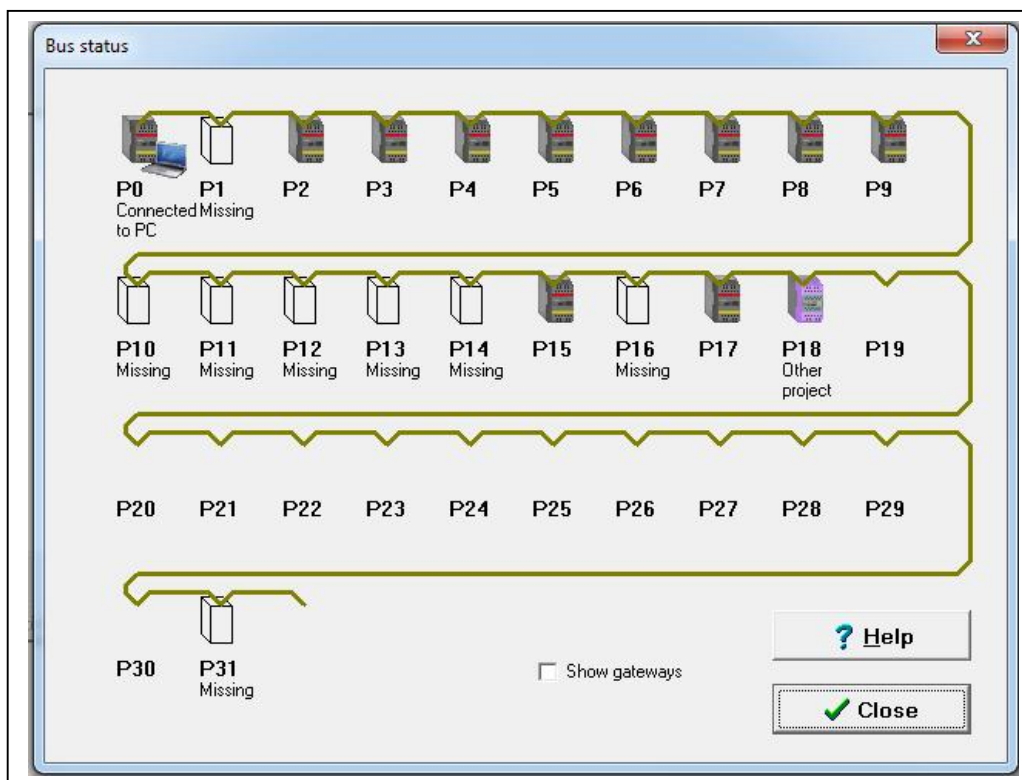 Bus status
P0 P1 P2 P3 P4 P5 P6 P7 P8 P9
Connected Missing
to PC
P10 P11 P12 P13 P14 P15 P16 P17 P18 P19
Missing Missing Missing Missing Missing Missing Other
project
P20 P21 P22 P23 P24 P25 P26 P27 P28 P29
? Help
P30 P31 Show gateways
Missing
Close